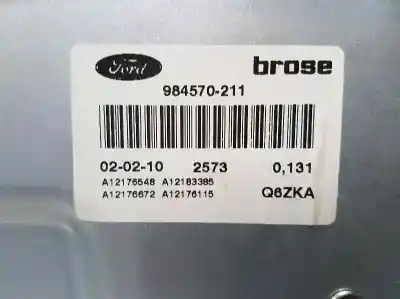 Ford brose
984570-211
02-02-10 2573 0,131
A12176548 A12183385
A12176672 A12176115 Q6ZKA